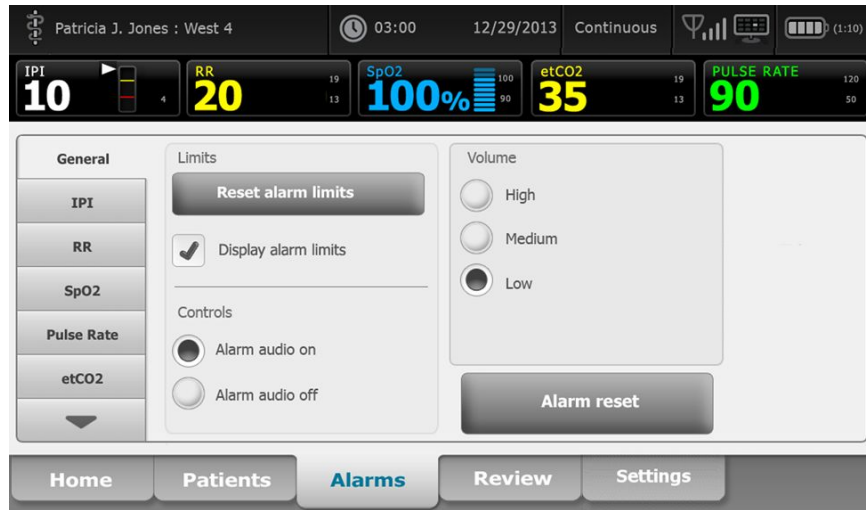 Patricia J. Jones : West 4 03:00 12/29/2013 Continuous (1:10)
IPI
10
4
RR
20
19
13
SpO2
100%
100
90
etCO2
35
19
13
PULSE RATE
90
120
50
General
IPI
RR
SpO2
Pulse Rate
etCO2
Limits
Reset alarm limits
Display alarm limits
Controls
Alarm audio on
Alarm audio off
Volume
High
Medium
Low
Alarm reset
Home Patients Alarms Review Settings